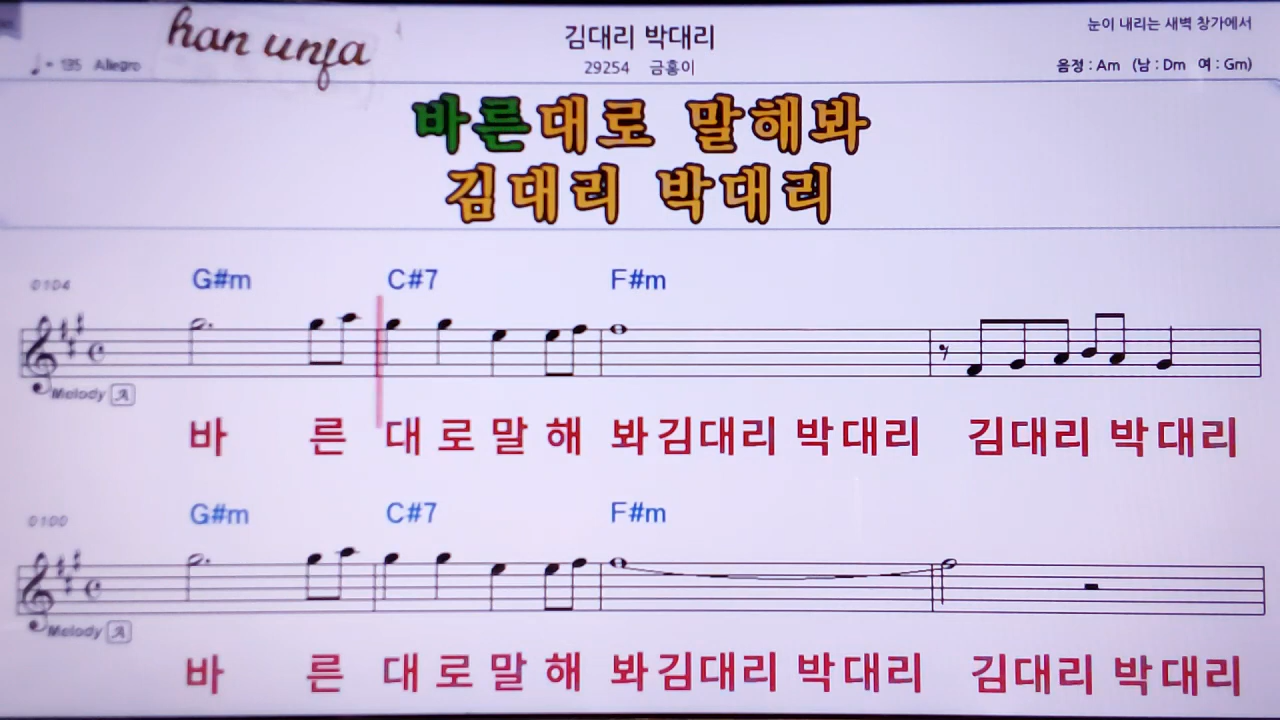 han unfa
김대리 박대리
눈이 내리는 새벽 창가에서
♩= 135 Allegro
29254 금홍이
음정 : Am (남 : Dm 여 : Gm)
바른대로 말해봐
김대리 박대리
0104
G#m C#7 F#m
Melody A
바 른 대 로 말 해 봐 김대리 박대리 김대리 박대리
0100
G#m C#7 F#m
Melody A
바 른 대 로 말 해 봐 김대리 박대리 김대리 박대리